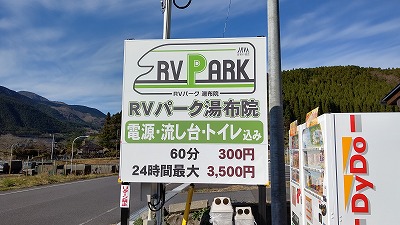 RV PARK
RVパーク 湯布院
RVパーク湯布院
電源・流し台・トイレ込み
60分 300円
24時間最大 3,500円
DyDo